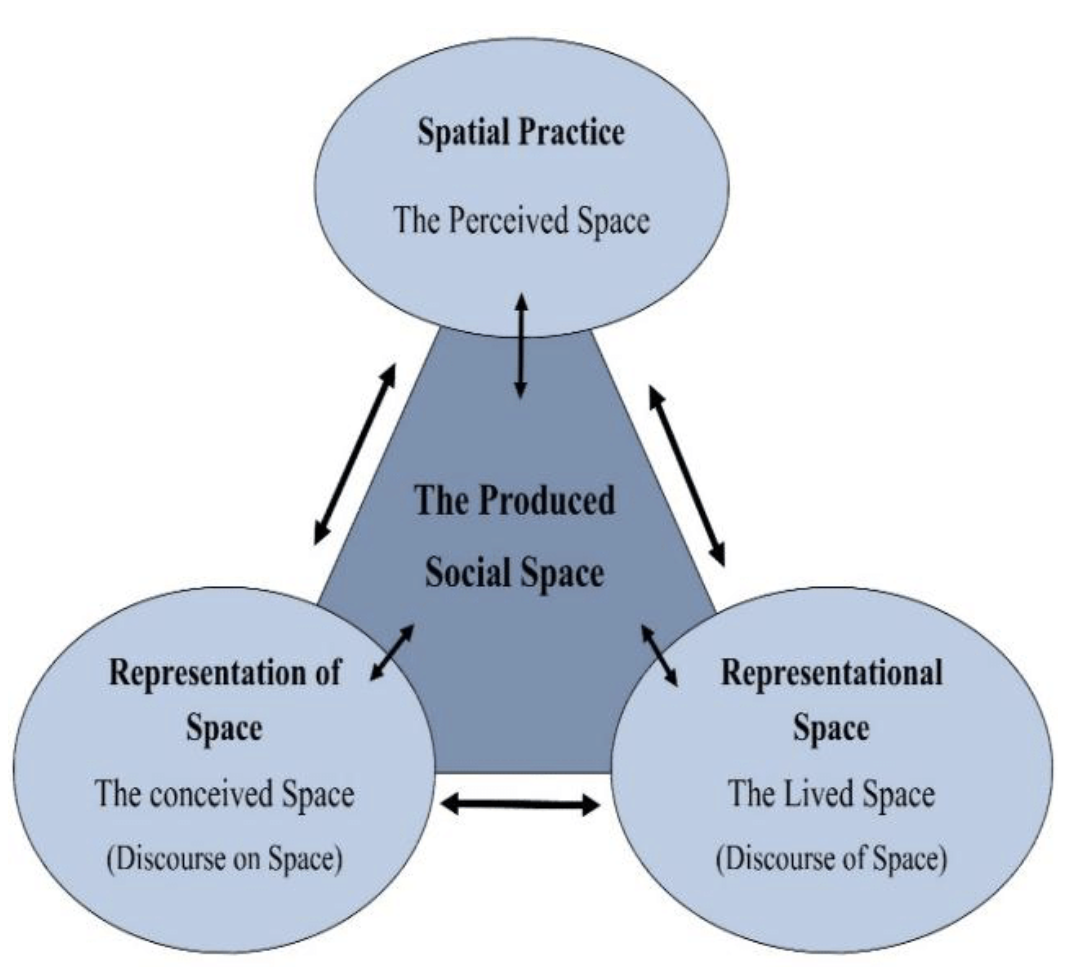 Spatial Practice
The Perceived Space
The Produced
Social Space
Representation of
Space
The conceived Space
(Discourse on Space)
Representational
Space
The Lived Space
(Discourse of Space)